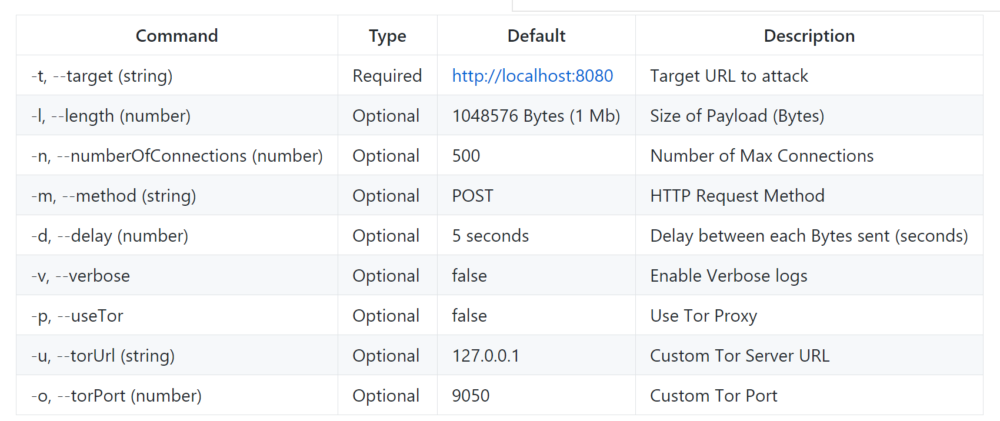 Command Type Default Description
-t, --target (string) Required http://localhost:8080 Target URL to attack
-l, --length (number) Optional 1048576 Bytes (1 Mb) Size of Payload (Bytes)
-n, --numberOfConnections (number) Optional 500 Number of Max Connections
-m, --method (string) Optional POST HTTP Request Method
-d, --delay (number) Optional 5 seconds Delay between each Bytes sent (seconds)
-v, --verbose Optional false Enable Verbose logs
-p, --useTor Optional false Use Tor Proxy
-u, --torUrl (string) Optional 127.0.0.1 Custom Tor Server URL
-o, --torPort (number) Optional 9050 Custom Tor Port